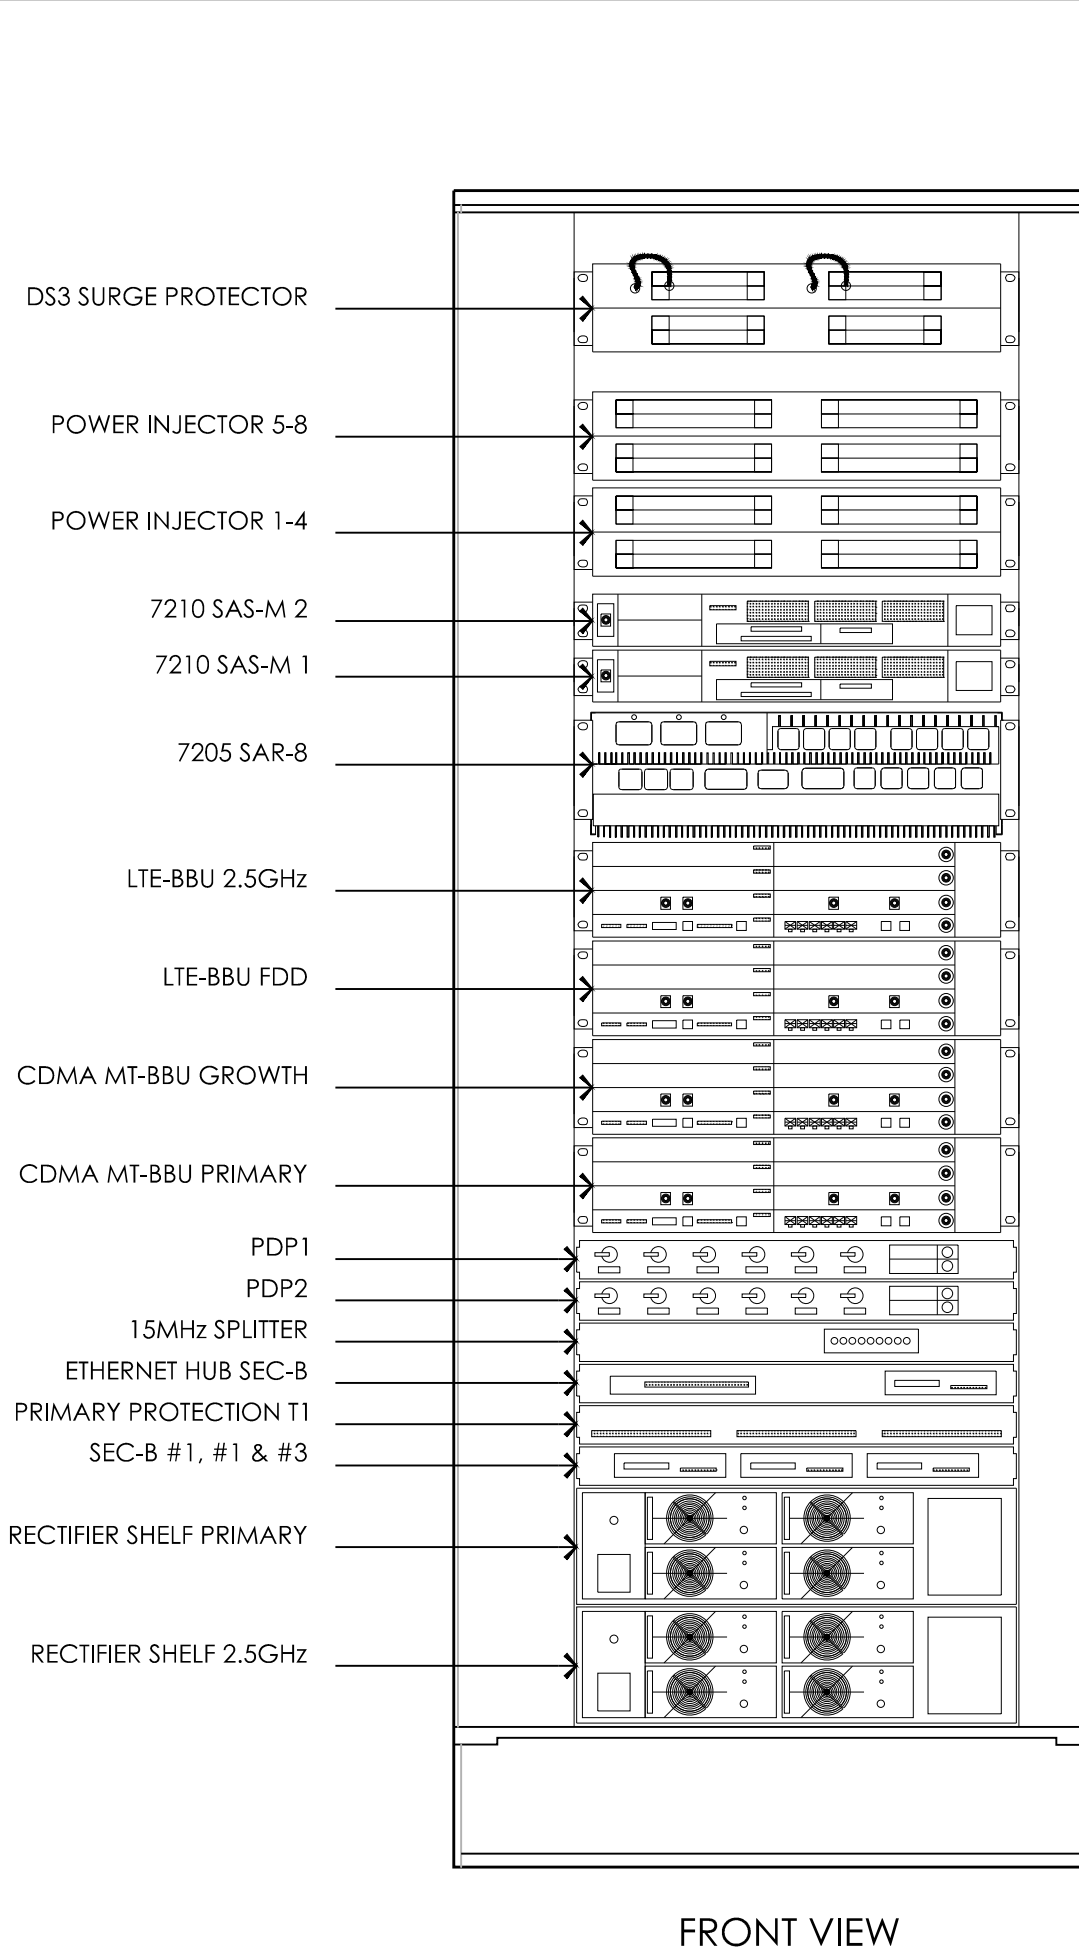 DS3 SURGE PROTECTOR
POWER INJECTOR 5-8
POWER INJECTOR 1-4
7210 SAS-M 2
7210 SAS-M 1
7205 SAR-8
LTE-BBU 2.5GHz
LTE-BBU FDD
CDMA MT-BBU GROWTH
CDMA MT-BBU PRIMARY
PDP1
PDP2
15MHz SPLITTER
ETHERNET HUB SEC-B
PRIMARY PROTECTION T1
SEC-B #1, #1 & #3
RECTIFIER SHELF PRIMARY
RECTIFIER SHELF 2.5GHz
FRONT VIEW